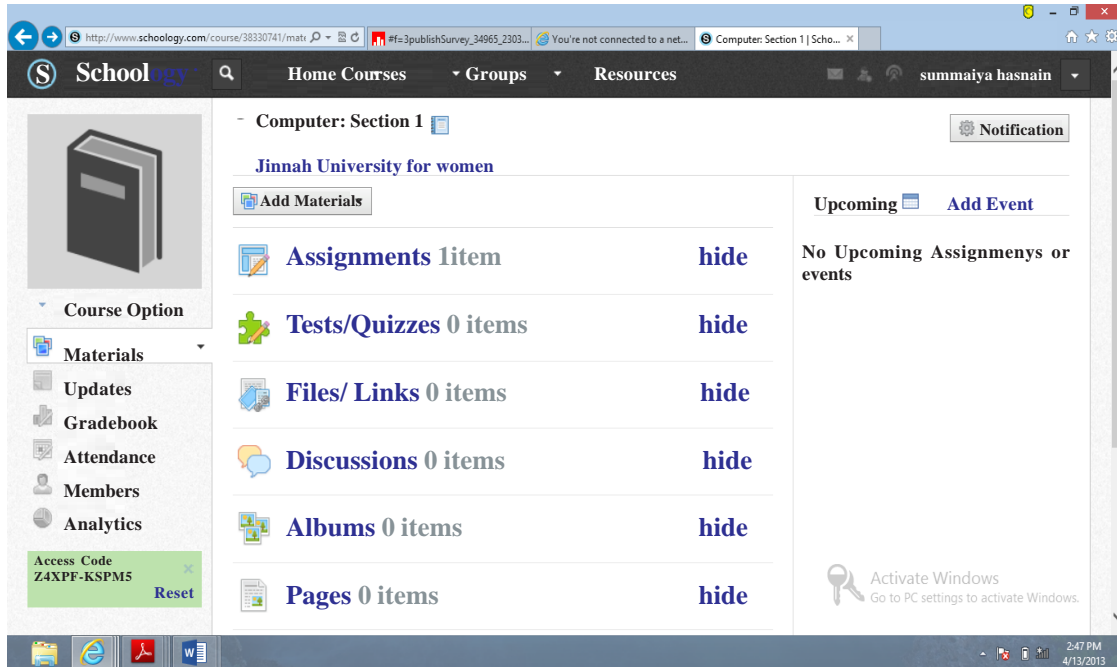 http://www.schoology.com/course/38330741/mate
#f=3publishSurvey_34965_2303...
You're not connected to a net...
Computer: Section 1 | Scho...
Schoology
Home Courses
Groups
Resources
summaiya hasnain
Computer: Section 1
Notification
Jinnah University for women
Add Materials
Upcoming
Add Event
No Upcoming Assignmenys or
events
Assignments 1item
hide
Tests/Quizzes 0 items
hide
Files/ Links 0 items
hide
Discussions 0 items
hide
Albums 0 items
hide
Pages 0 items
hide
Course Option
Materials
Updates
Gradebook
Attendance
Members
Analytics
Access Code
Z4XPF-KSPM5
Reset
Activate Windows
Go to PC settings to activate Windows.
2:47 PM
4/13/2013